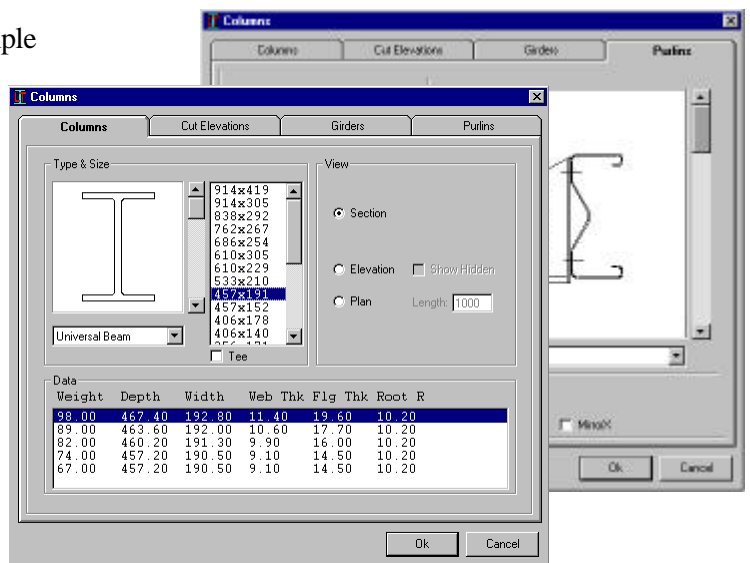 ple
Columns
Columns Cut Elevations Girders Purlins
Columns
Columns Cut Elevations Girders Purlins
Type & Size
914x419
914x305
838x292
762x267
686x254
610x305
610x229
533x210
457x191
457x152
406x178
406x140
Universal Beam
Tee
View
Section
Elevation Show Hidden
Plan Length: 1000
Data
Weight Depth Width Web Thk Flg Thk Root R
98.00 467.40 192.80 11.40 19.60 10.20
89.00 463.60 192.00 10.60 17.70 10.20
82.00 460.20 191.30 9.90 16.00 10.20
74.00 457.20 190.50 9.10 14.50 10.20
67.00 457.20 190.50 9.10 14.50 10.20
Ok Cancel
MirrorX
Ok Cancel